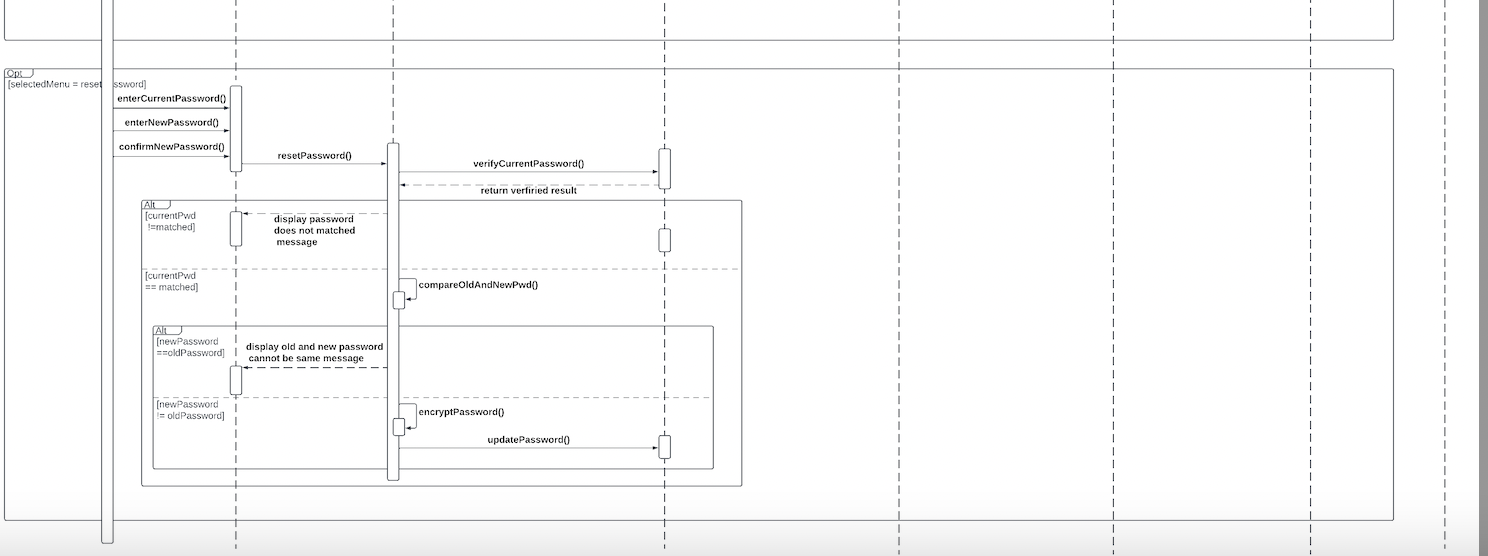 Opt
[selectedMenu = reset ssword]
enterCurrentPassword()
enterNewPassword()
confirmNewPassword()
resetPassword()
verifyCurrentPassword()
return verfiried result
Alt
[currentPwd
!=matched]
display password
does not matched
message
[currentPwd
== matched]
compareOldAndNewPwd()
Alt
[newPassword
==oldPassword]
display old and new password
cannot be same message
[newPassword
!= oldPassword]
encryptPassword()
updatePassword()